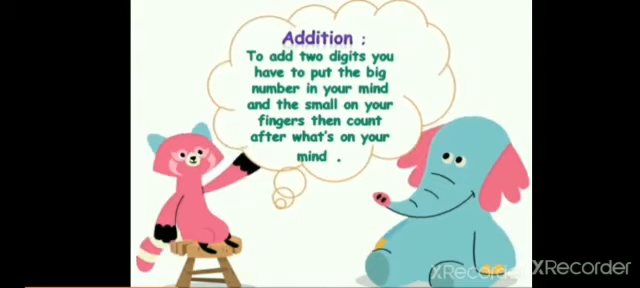 Addition :
To add two digits you
have to put the big
number in your mind
and the small on your
fingers then count
after what's on your
mind .
XRecorder
XRecorder